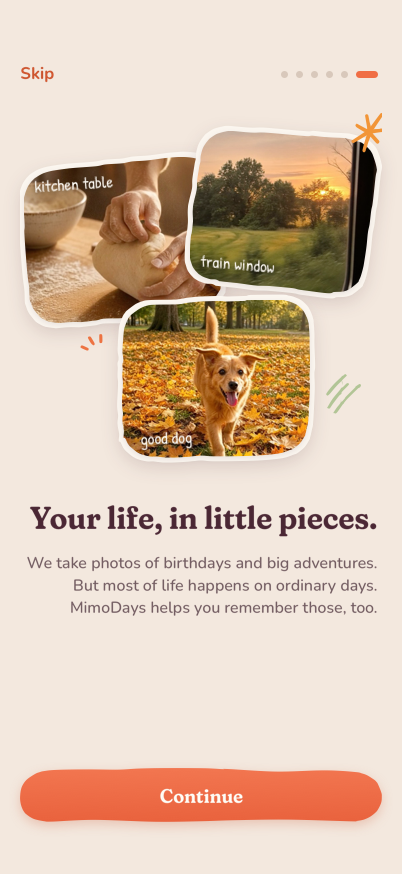 Skip
kitchen table
train window
good dog
Your life, in little pieces.
We take photos of birthdays and big adventures.
But most of life happens on ordinary days.
MimoDays helps you remember those, too.
Continue